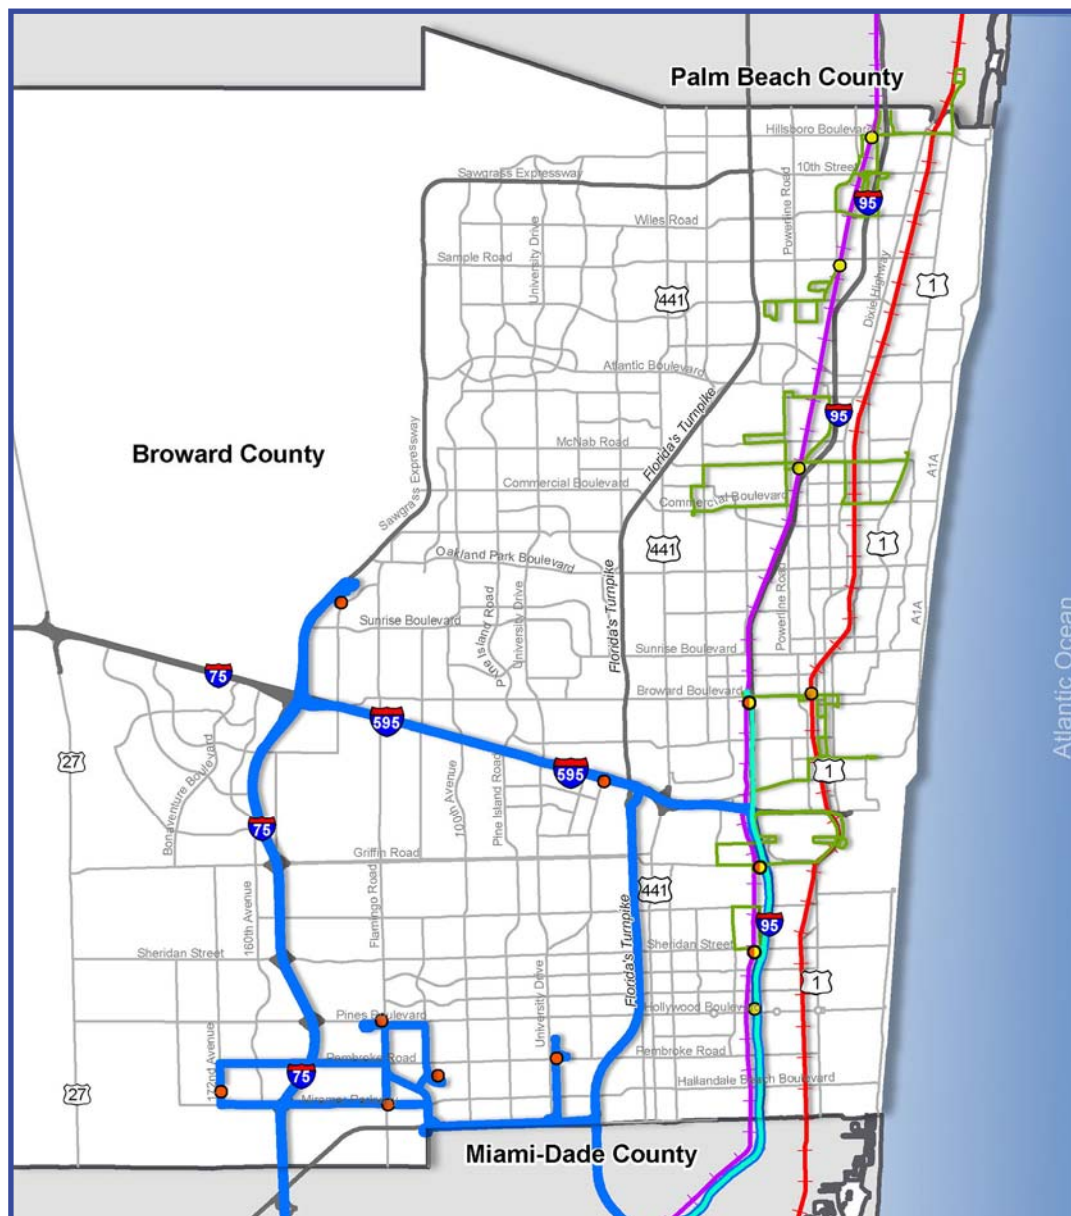 Palm Beach County
Hillsboro Boulevard
10th Street
Sawgrass Expressway
Powerline Road
95
Wiles Road
University Drive
Sample Road
Dixie Highway
1
441
Atlantic Boulevard
Florida's Turnpike
95
McNab Road
Broward County
A1A
Sawgrass Expressway
Commercial Boulevard
Commercial Boulevard
1
441
Oakland Park Boulevard
Florida's Turnpike
Powerline Road
A1A
Pine Island Road
University Drive
Sunrise Boulevard
Atlantic Ocean
Sunrise Boulevard
75
Broward Boulevard
595
27
1
595
Bonaventure Boulevard
100th Avenue
Pine Island Road
75
Griffin Road
441
Flamingo Road
160th Avenue
95
Sheridan Street
Sheridan Street
Florida's Turnpike
University Drive
1
Pines Boulevard
Hollywood Boulev
172nd Avenue
Pembroke Road
Pembroke Road
75
27
Hallandale Beach Boulevard
Miramar Parkway
Miami-Dade County